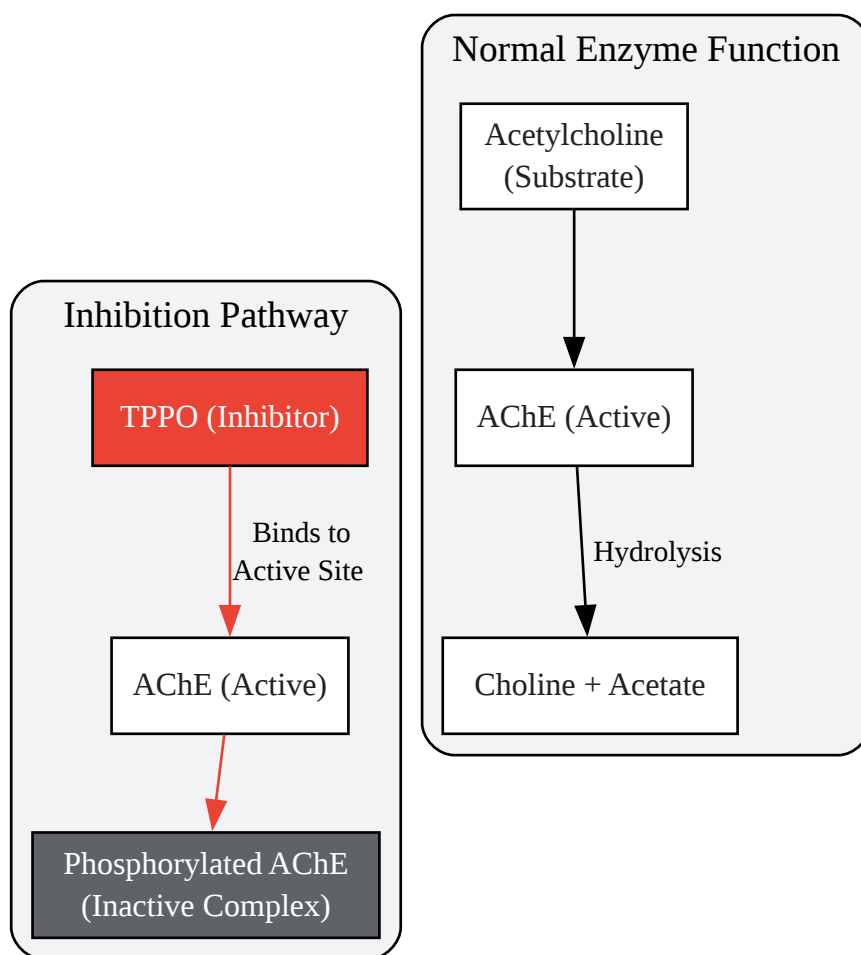 Normal Enzyme Function
Acetylcholine
(Substrate)
AChE (Active)
Hydrolysis
Choline + Acetate
Inhibition Pathway
TPPO (Inhibitor)
Binds to
Active Site
AChE (Active)
Phosphorylated AChE
(Inactive Complex)